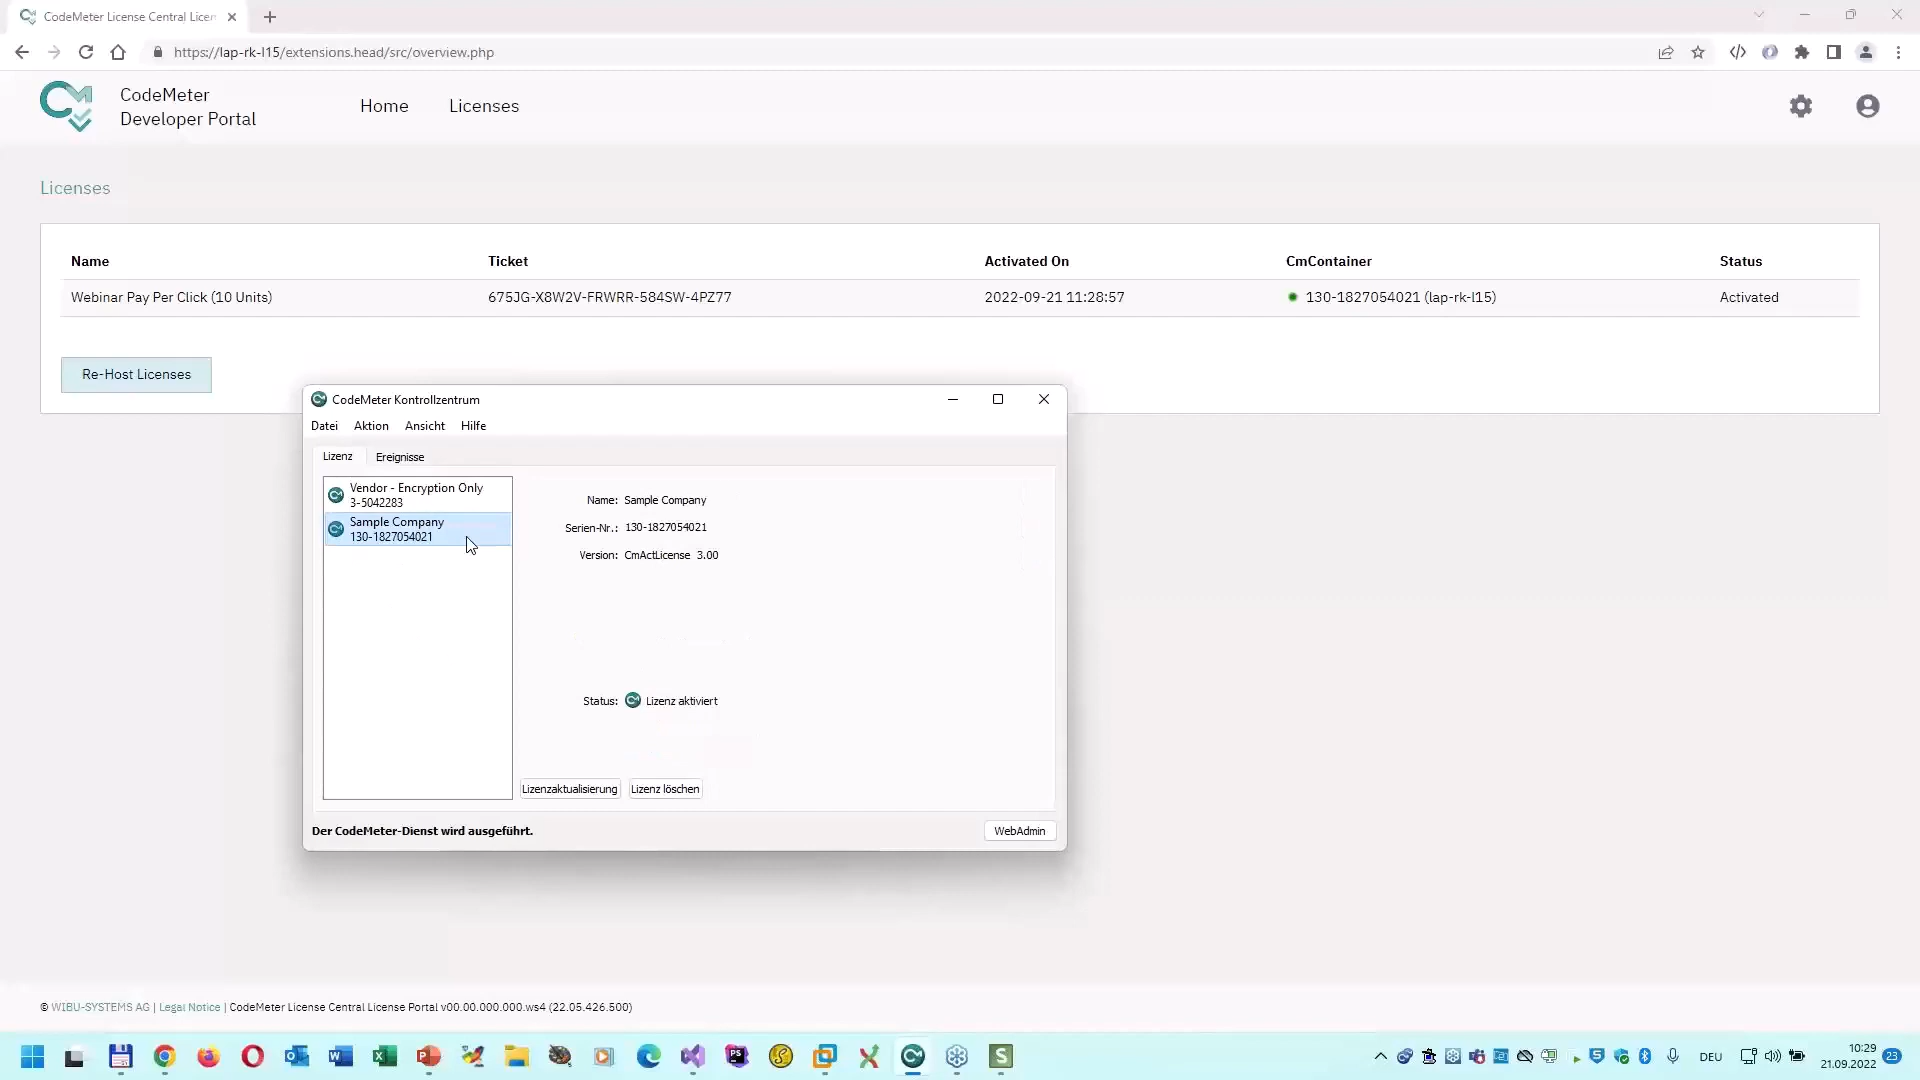 CodeMeter License Central Licen
https://lap-rk-l15/extensions.head/src/overview.php
CodeMeter
Developer Portal
Home
Licenses
Licenses
Name
Ticket
Activated On
CmContainer
Status
Webinar Pay Per Click (10 Units)
675JG-X8W2V-FRWRR-584SW-4PZ77
2022-09-21 11:28:57
130-1827054021 (lap-rk-l15)
Activated
Re-Host Licenses
CodeMeter Kontrollzentrum
Datei
Aktion
Ansicht
Hilfe
Lizenz
Ereignisse
Vendor - Encryption Only
3-5042283
Sample Company
130-1827054021
Name: Sample Company
Serien-Nr.: 130-1827054021
Version: CmActLicense 3.00
Status: Lizenz aktiviert
Lizenzaktualisierung
Lizenz löschen
Der CodeMeter-Dienst wird ausgeführt.
WebAdmin
© WIBU-SYSTEMS AG | Legal Notice | CodeMeter License Central License Portal v00.00.000.000.ws4 (22.05.426.500)
DEU
10:29
21.09.2022
23